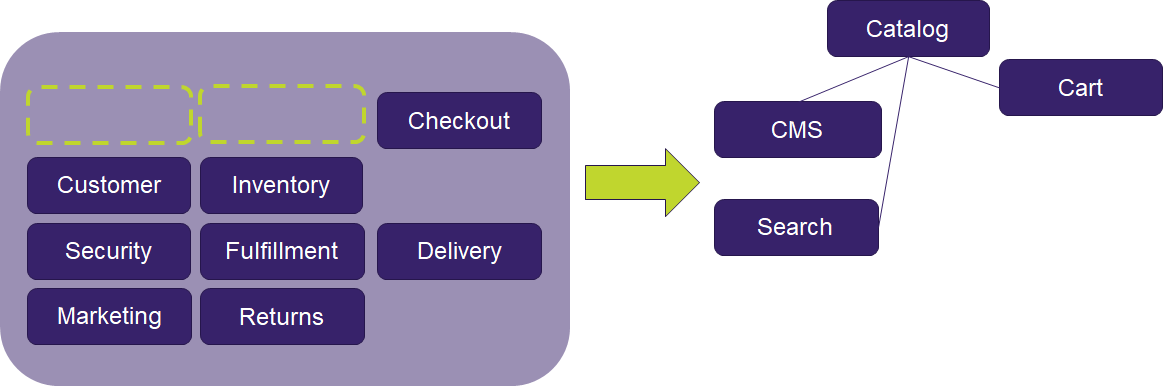 Checkout
Customer
Inventory
Security
Fulfillment
Delivery
Marketing
Returns
Catalog
Cart
CMS
Search